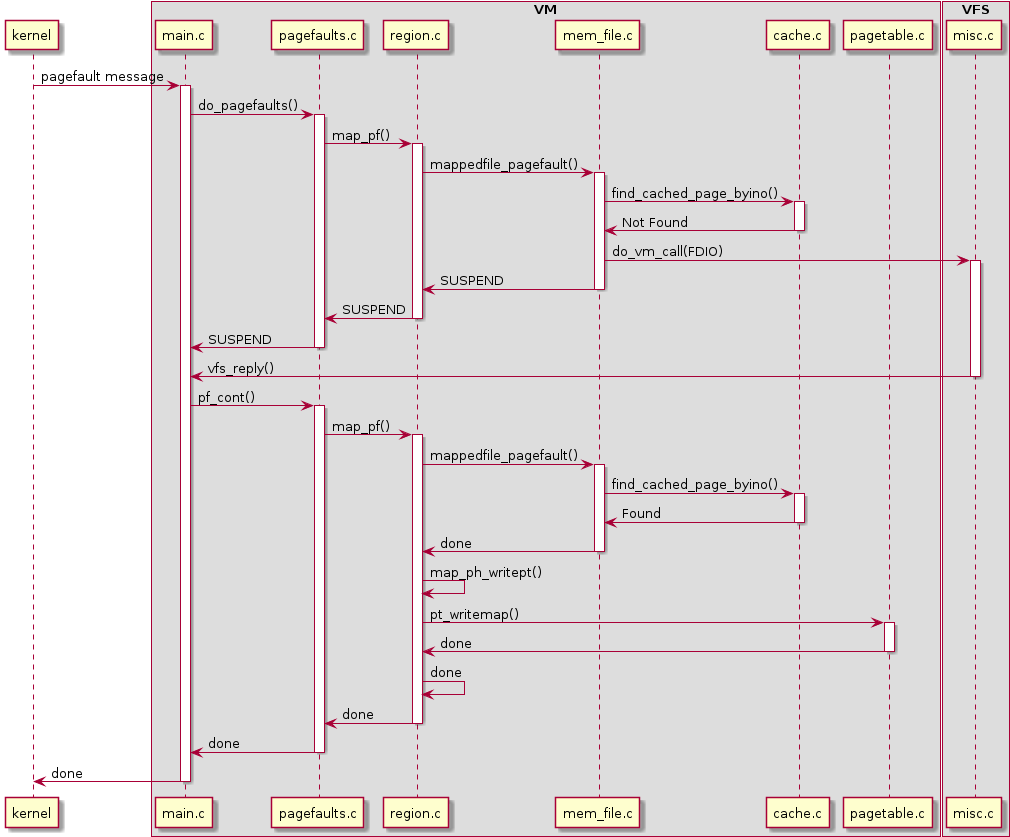 VM VFS
kernel main.c pagefaults.c region.c mem_file.c cache.c pagetable.c misc.c
pagefault message
do_pagefaults()
map_pf()
mappedfile_pagefault()
find_cached_page_byino()
Not Found
do_vm_call(FDIO)
SUSPEND
SUSPEND
SUSPEND
vfs_reply()
pf_cont()
map_pf()
mappedfile_pagefault()
find_cached_page_byino()
Found
done
map_ph_writept()
pt_writemap()
done
done
done
done
done
kernel main.c pagefaults.c region.c mem_file.c cache.c pagetable.c misc.c